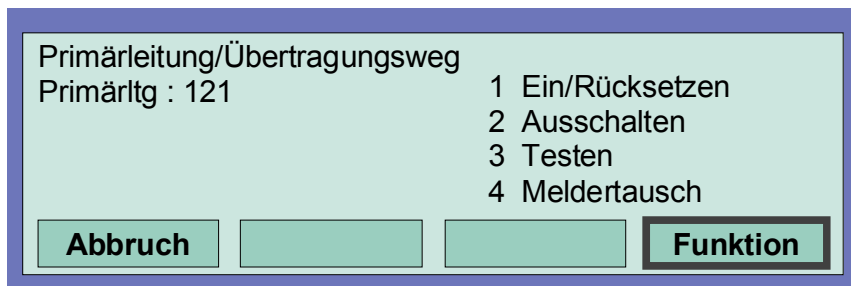 Primärleitung/Übertragungsweg
Primärltg : 121
1 Ein/Rücksetzen
2 Ausschalten
3 Testen
4 Meldertausch
Abbruch
Funktion